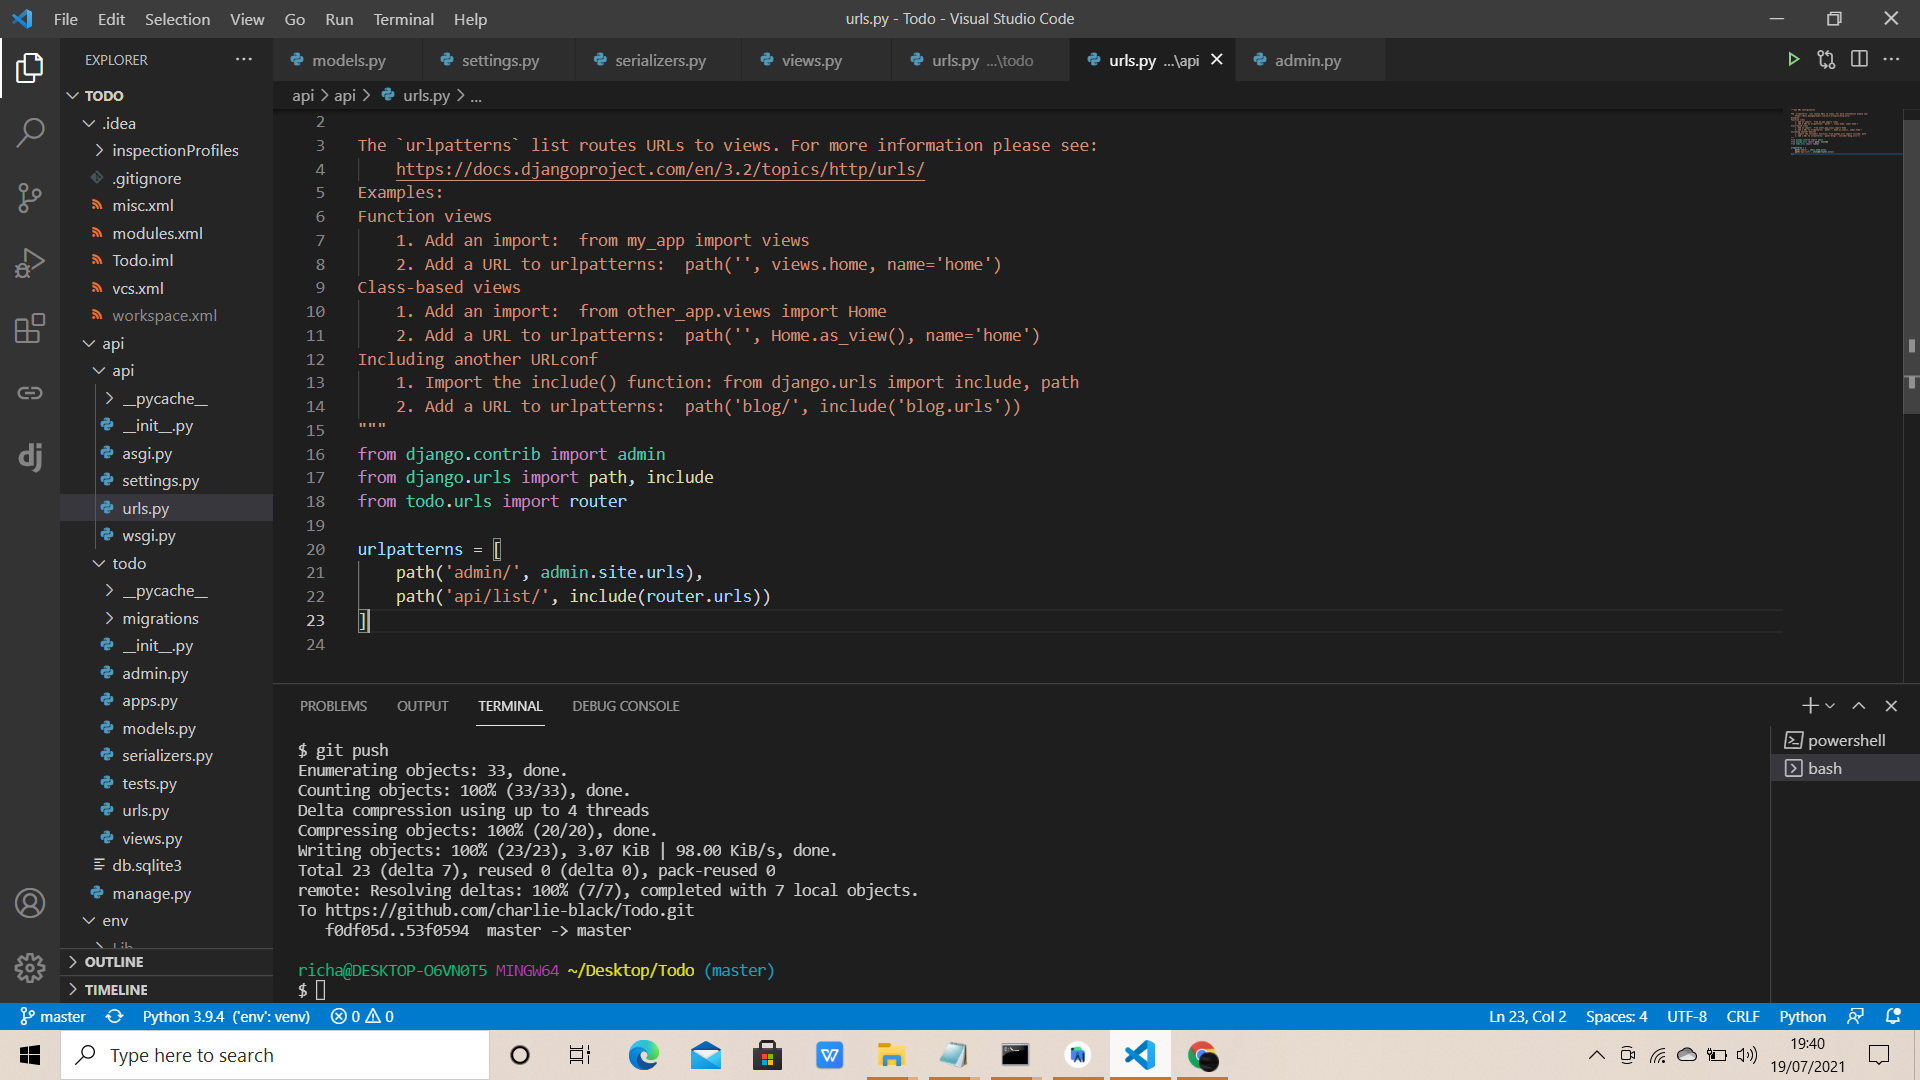 File Edit Selection View Go Run Terminal Help
urls.py - Todo - Visual Studio Code
EXPLORER
models.py
settings.py
serializers.py
views.py
urls.py ...\todo
urls.py ...\api
admin.py
TODO
.idea
inspectionProfiles
.gitignore
misc.xml
modules.xml
Todo.iml
vcs.xml
workspace.xml
api
api
__pycache__
__init__.py
asgi.py
settings.py
urls.py
wsgi.py
todo
__pycache__
migrations
__init__.py
admin.py
apps.py
models.py
serializers.py
tests.py
urls.py
views.py
db.sqlite3
manage.py
env
Lib
OUTLINE
TIMELINE
dj
api > api > urls.py > ...
2
3 The `urlpatterns` list routes URLs to views. For more information please see:
4 https://docs.djangoproject.com/en/3.2/topics/http/urls/
5 Examples:
6 Function views
7 1. Add an import:  from my_app import views
8 2. Add a URL to urlpatterns:  path('', views.home, name='home')
9 Class-based views
10 1. Add an import:  from other_app.views import Home
11 2. Add a URL to urlpatterns:  path('', Home.as_view(), name='home')
12 Including another URLconf
13 1. Import the include() function: from django.urls import include, path
14 2. Add a URL to urlpatterns:  path('blog/', include('blog.urls'))
15 """
16 from django.contrib import admin
17 from django.urls import path, include
18 from todo.urls import router
19
20 urlpatterns = [
21 path('admin/', admin.site.urls),
22 path('api/list/', include(router.urls))
23 ]
24
PROBLEMS OUTPUT TERMINAL DEBUG CONSOLE
powershell
bash
$ git push
Enumerating objects: 33, done.
Counting objects: 100% (33/33), done.
Delta compression using up to 4 threads
Compressing objects: 100% (20/20), done.
Writing objects: 100% (23/23), 3.07 KiB | 98.00 KiB/s, done.
Total 23 (delta 7), reused 0 (delta 0), pack-reused 0
remote: Resolving deltas: 100% (7/7), completed with 7 local objects.
To https://github.com/charlie-black/Todo.git
f0df05d..53f0594  master -> master
richa@DESKTOP-O6VN0T5 MINGW64 ~/Desktop/Todo (master)
$
master Python 3.9.4 ('env': venv) 0 0
Ln 23, Col 2 Spaces: 4 UTF-8 CRLF Python
Type here to search
W
19:40
19/07/2021